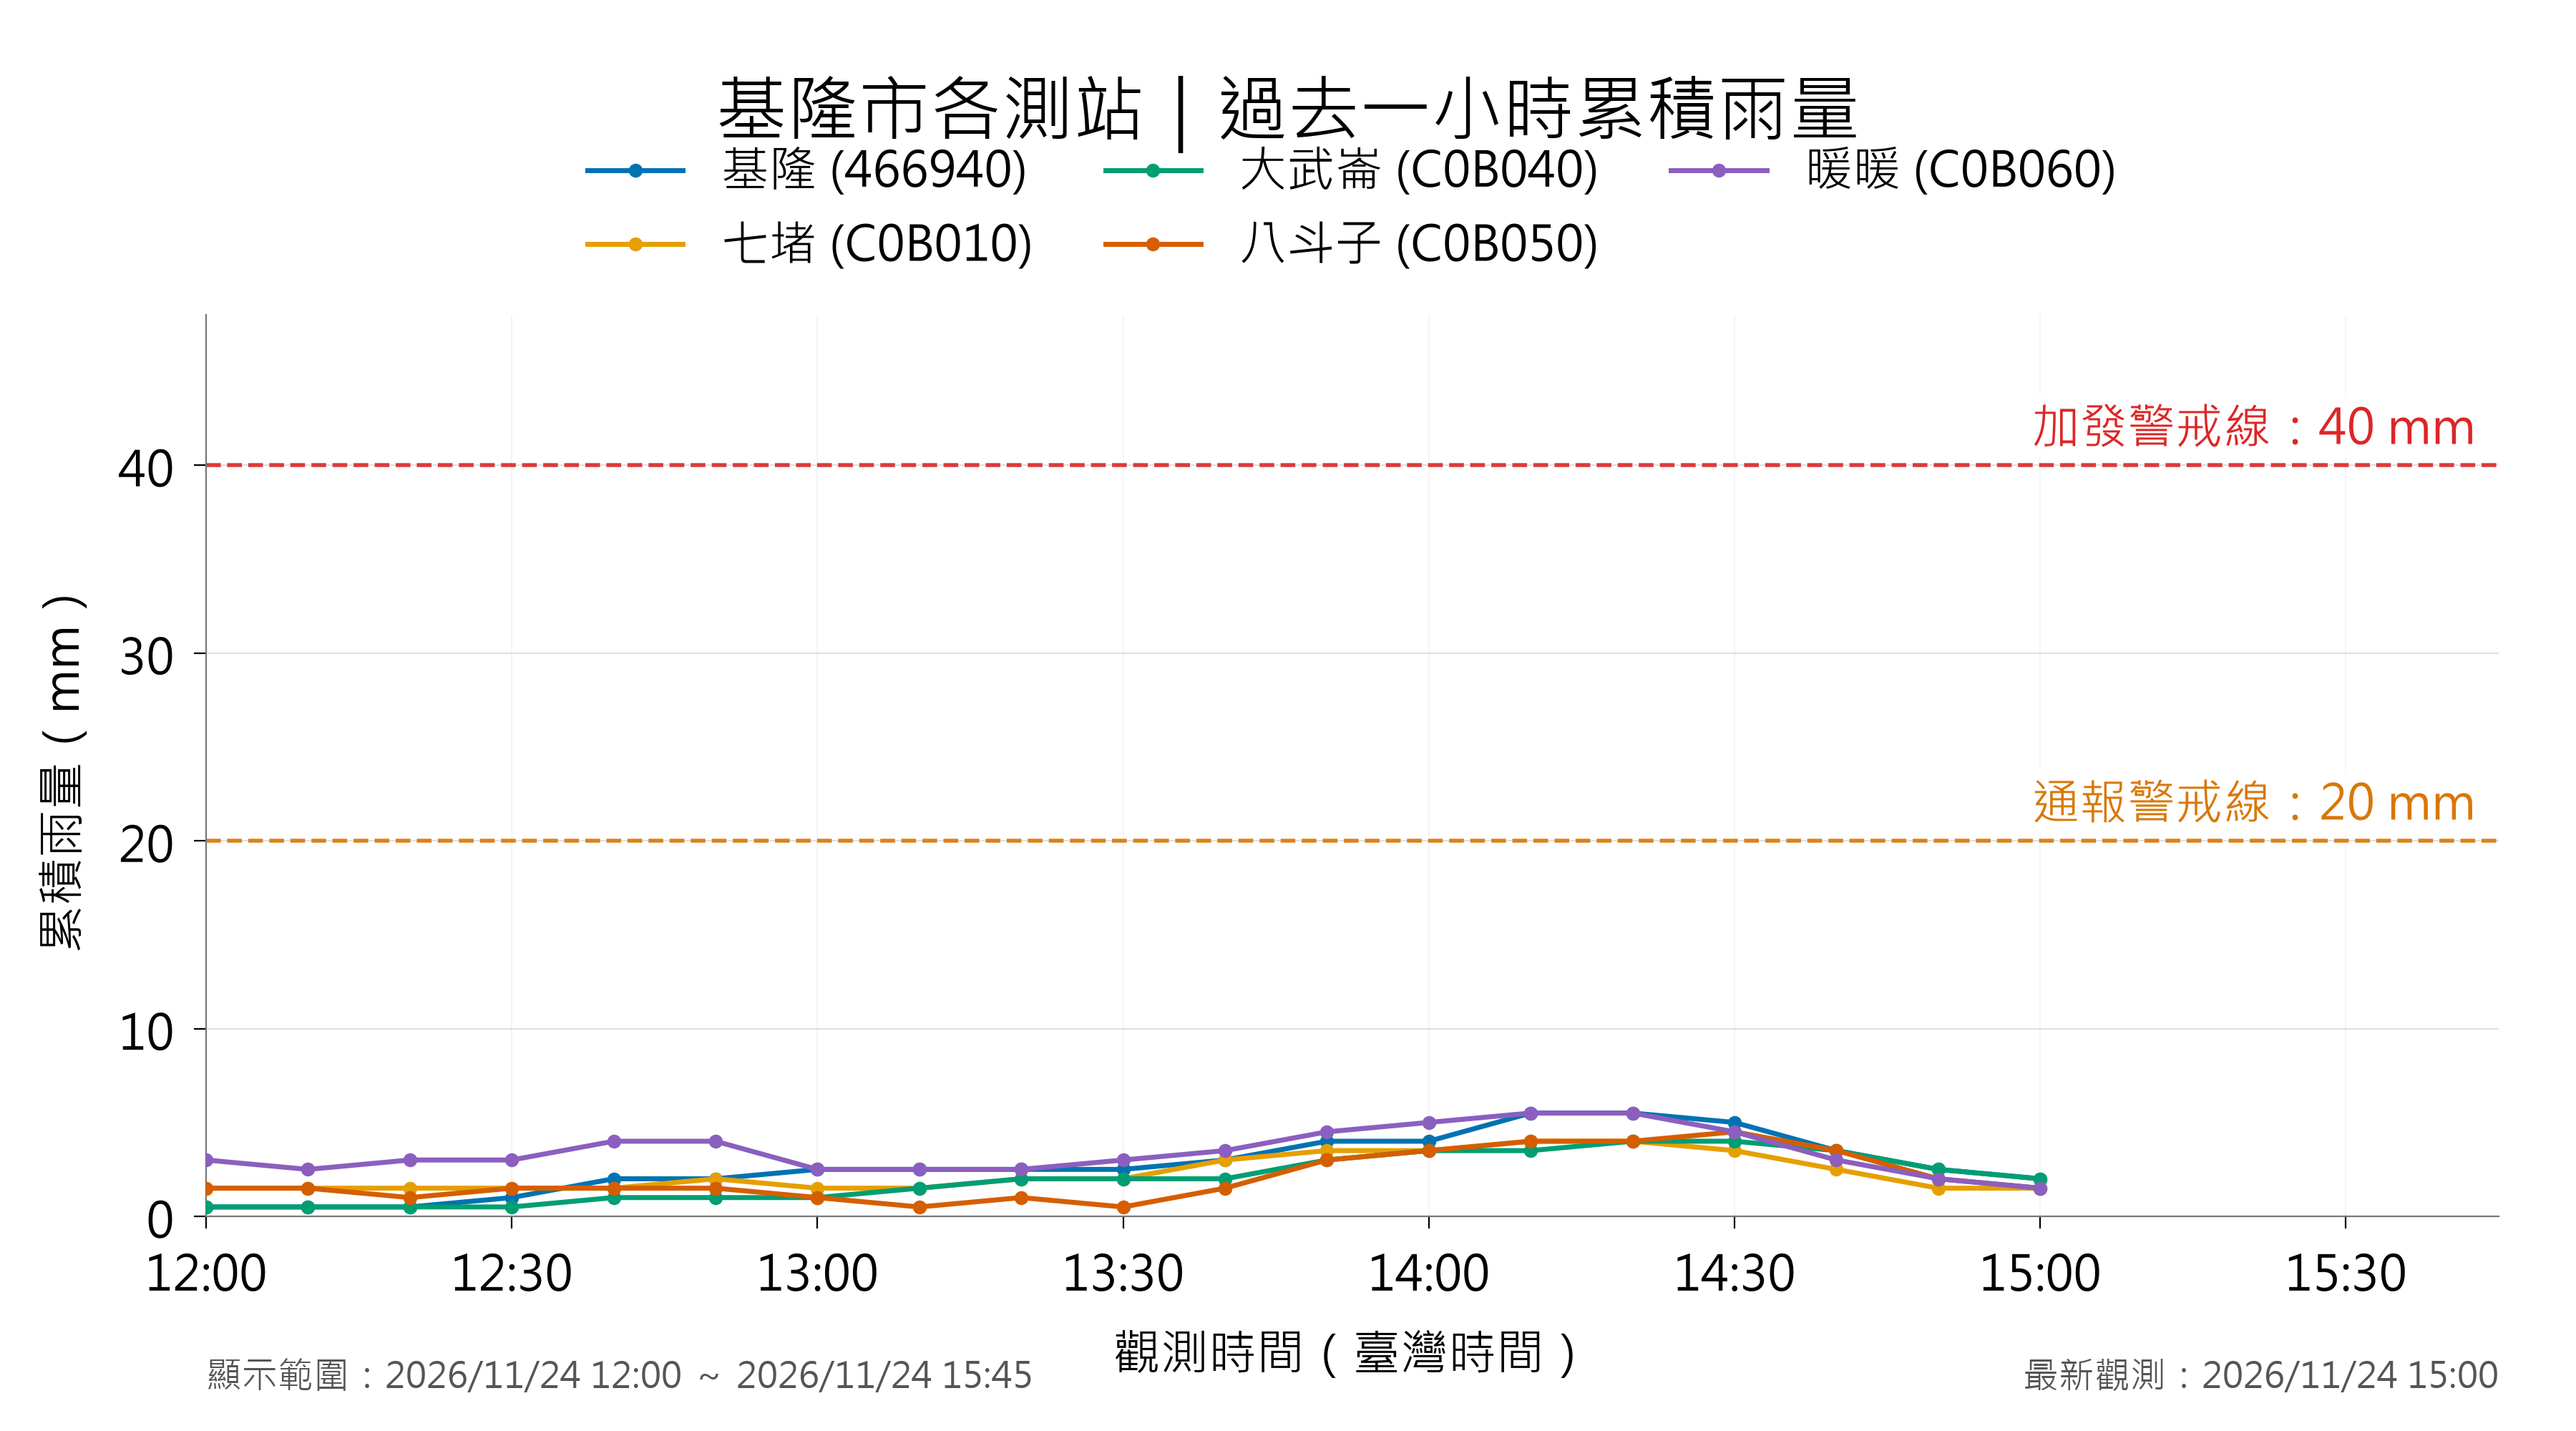 基隆市各測站｜過去一小時累積雨量
基隆 (466940)
大武崙 (C0B040)
暖暖 (C0B060)
七堵 (C0B010)
八斗子 (C0B050)
加發警戒線：40 mm
通報警戒線：20 mm
累積雨量（mm）
40
30
20
10
0
12:00
12:30
13:00
13:30
14:00
14:30
15:00
15:30
觀測時間（臺灣時間）
顯示範圍：2026/11/24 12:00 ~ 2026/11/24 15:45
最新觀測：2026/11/24 15:00